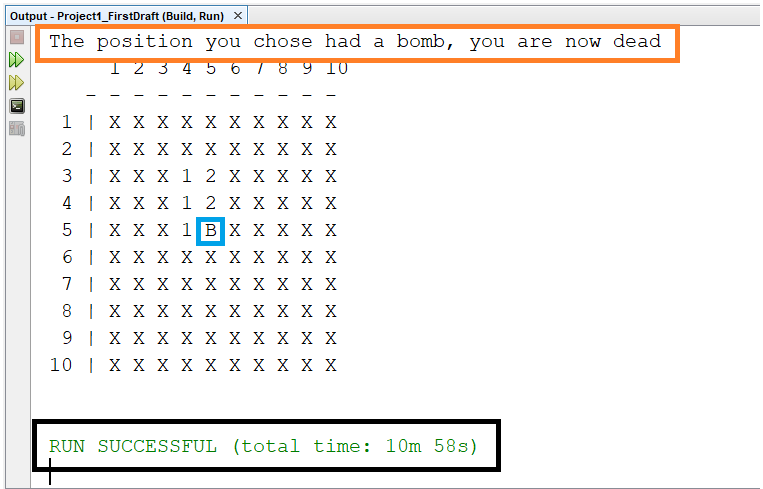 Output - Project1_FirstDraft (Build, Run) ×
The position you chose had a bomb, you are now dead
1 2 3 4 5 6 7 8 9 10
- - - - - - - - - - -
1 | X X X X X X X X X X
2 | X X X X X X X X X X
3 | X X X 1 2 X X X X X
4 | X X X 1 2 X X X X X
5 | X X X 1 B X X X X X
6 | X X X X X X X X X X
7 | X X X X X X X X X X
8 | X X X X X X X X X X
9 | X X X X X X X X X X
10 | X X X X X X X X X X
RUN SUCCESSFUL (total time: 10m 58s)